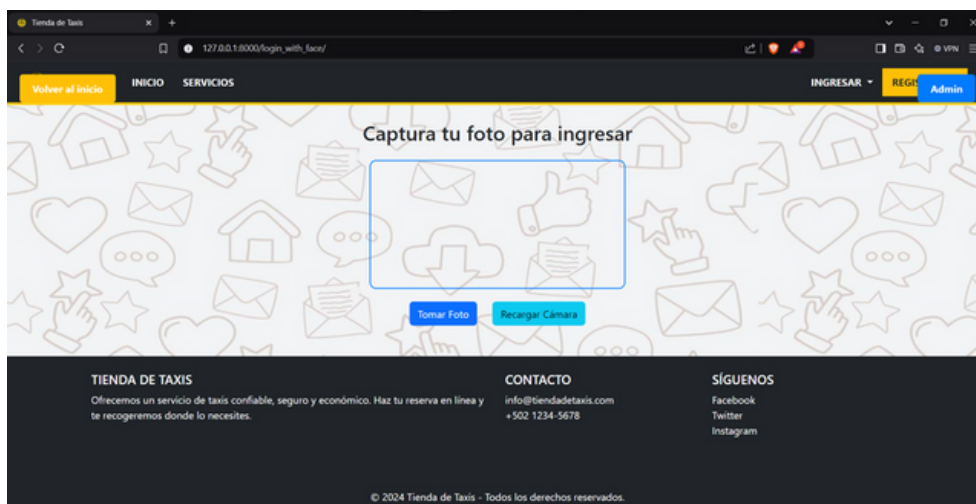 Tienda de Taxis
127.0.0.1:8000/login_with_face/
VPN
Volver al inicio
INICIO
SERVICIOS
INGRESAR
REGIS
Admin
Captura tu foto para ingresar
Tomar Foto
Recargar Cámara
TIENDA DE TAXIS
Ofrecemos un servicio de taxis confiable, seguro y económico. Haz tu reserva en línea y
te recogeremos donde lo necesites.
CONTACTO
info@tiendadetaxis.com
+502 1234-5678
SÍGUENOS
Facebook
Twitter
Instagram
© 2024 Tienda de Taxis - Todos los derechos reservados.